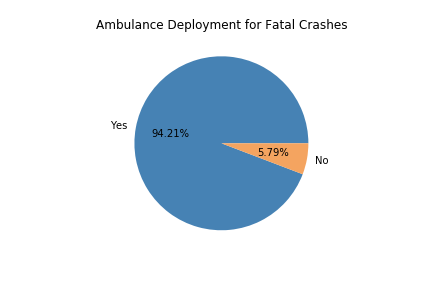 Ambulance Deployment for Fatal Crashes
Yes
94.21%
5.79%
No